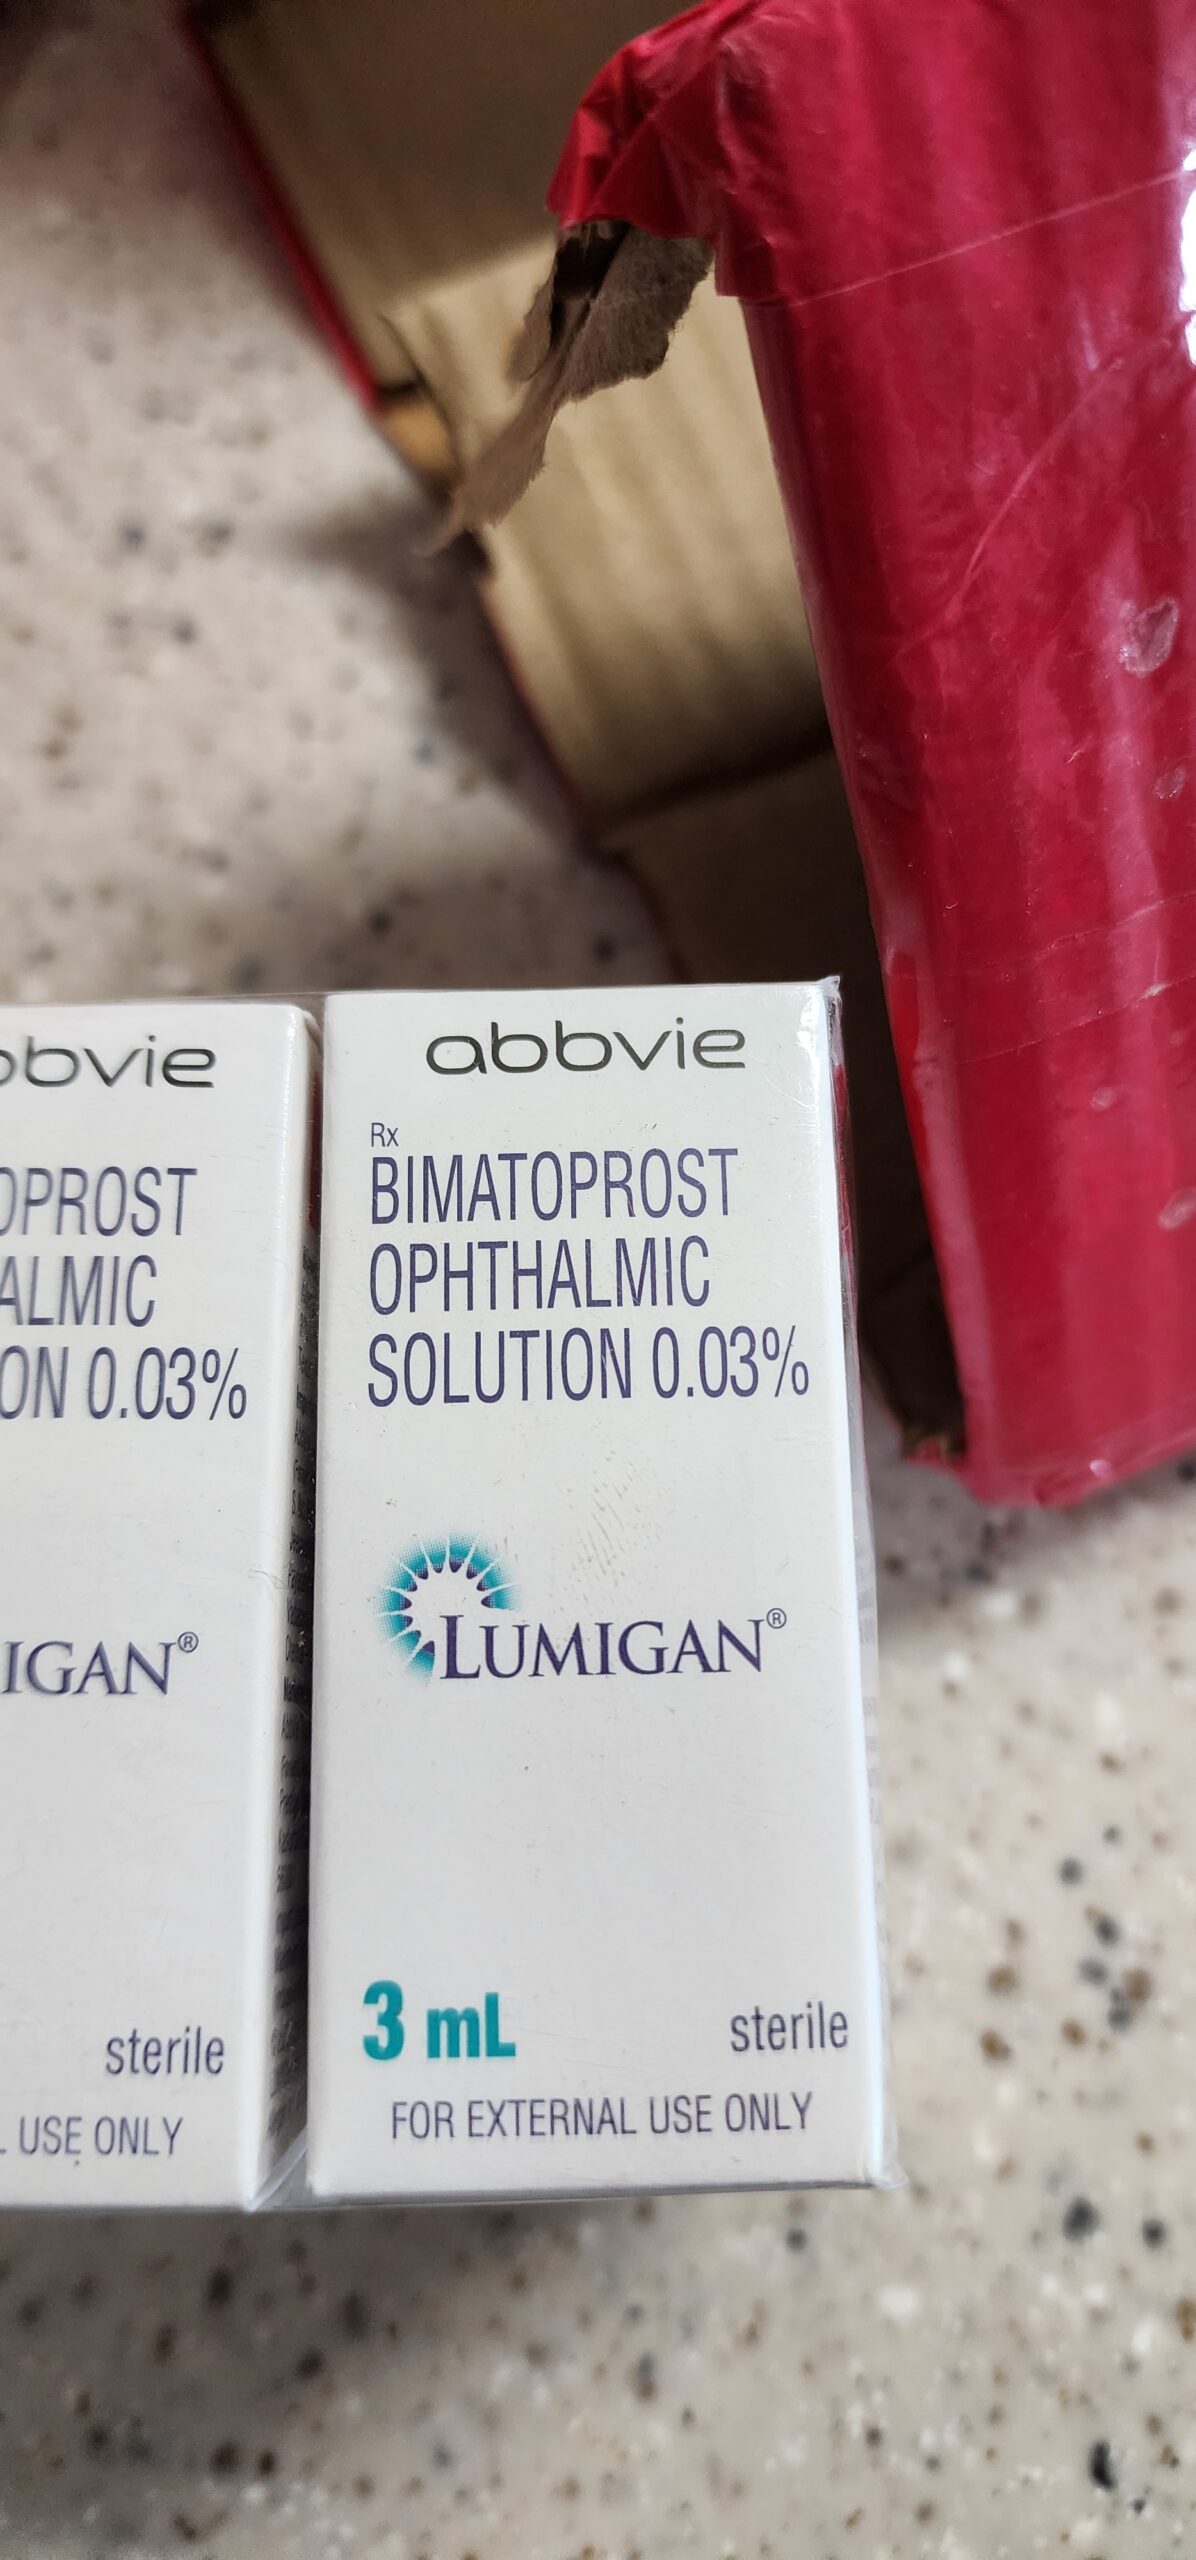 bbvie
OPROST
ALMIC
ON 0.03%
IGAN®
sterile
USE ONLY
abbvie
Rx
BIMATOPROST
OPHTHALMIC
SOLUTION 0.03%
LUMIGAN®
3 mL
sterile
FOR EXTERNAL USE ONLY